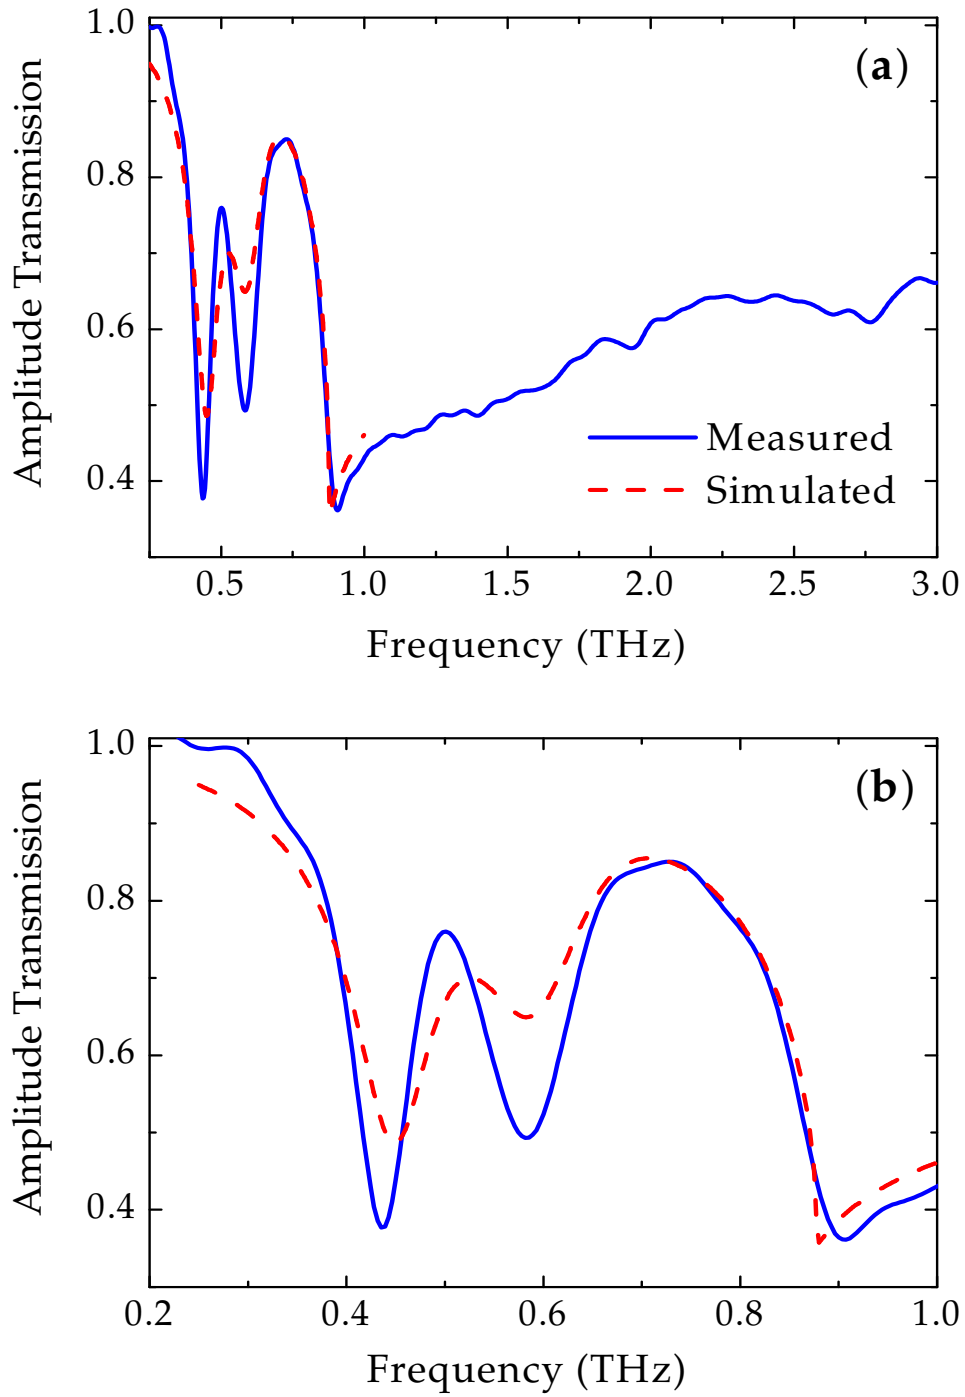 (a)
Amplitude Transmission
1.0
0.8
0.6
0.4
Measured
Simulated
0.5 1.0 1.5 2.0 2.5 3.0
Frequency (THz)
(b)
Amplitude Transmission
1.0
0.8
0.6
0.4
0.2 0.4 0.6 0.8 1.0
Frequency (THz)